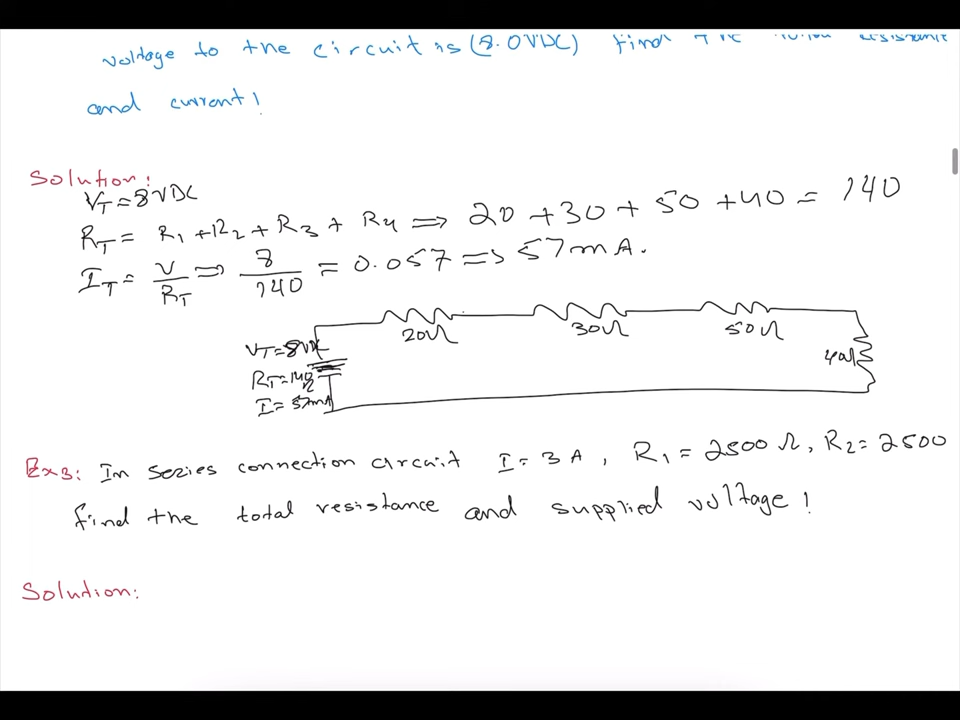 voltage to the circuit is (8.0VDC) find the resistance
and current!
Solution:
VT = 8VDC
RT = R1 + R2 + R3 + R4 ⟹ 20 + 30 + 50 + 40 = 140
IT = V/RT ⟹ 8/140 = 0.057 ⟹ 57mA.
20Ω 30Ω 50Ω
VT = 8VDC
40Ω
RT = 140Ω
I = 57mA
Ex3: In series connection circuit I = 3A, R1 = 2500 Ω, R2 = 2500
find the total resistance and supplied voltage!
Solution: